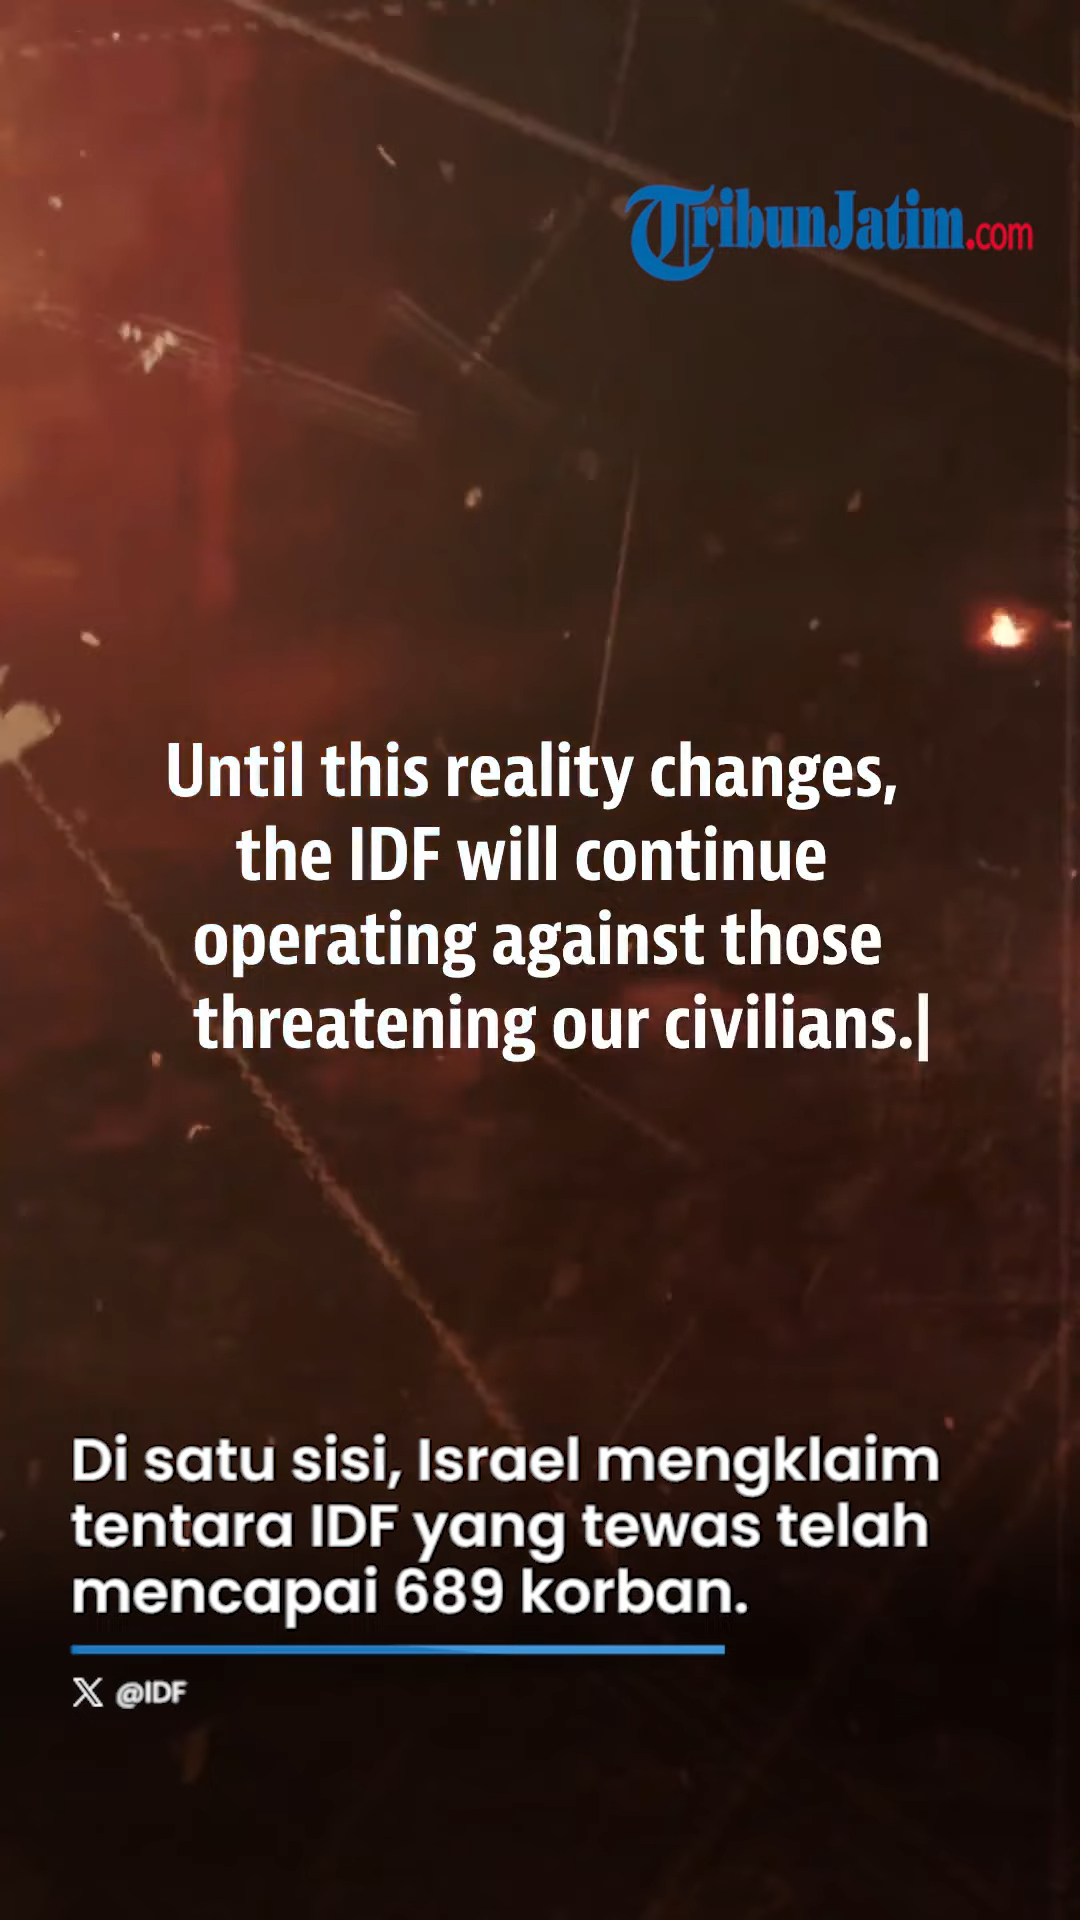 TribunJatim.com
Until this reality changes,
the IDF will continue
operating against those
threatening our civilians.|
Di satu sisi, Israel mengklaim
tentara IDF yang tewas telah
mencapai 689 korban.
X @IDF